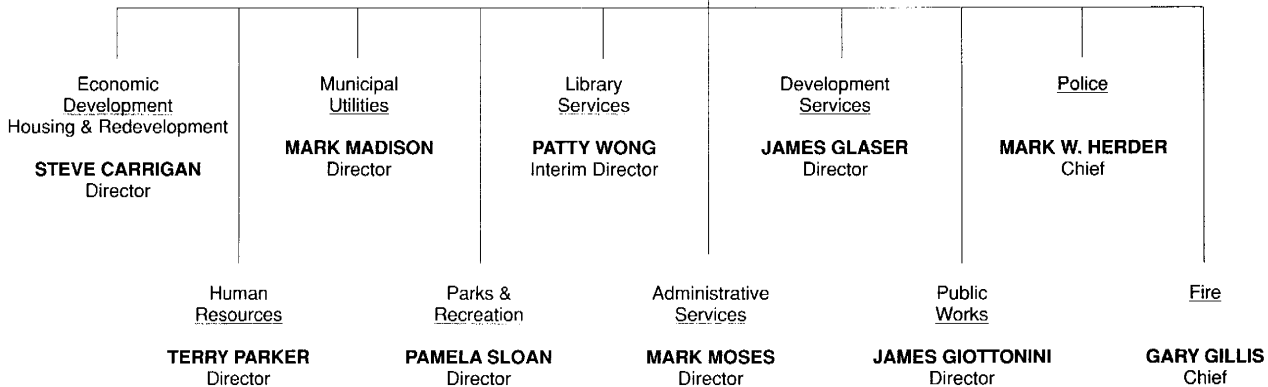 Economic
Development
Housing & Redevelopment
STEVE CARRIGAN
Director
Municipal
Utilities
MARK MADISON
Director
Library
Services
PATTY WONG
Interim Director
Development
Services
JAMES GLASER
Director
Police
MARK W. HERDER
Chief
Human
Resources
TERRY PARKER
Director
Parks &
Recreation
PAMELA SLOAN
Director
Administrative
Services
MARK MOSES
Director
Public
Works
JAMES GIOTTONINI
Director
Fire
GARY GILLIS
Chief